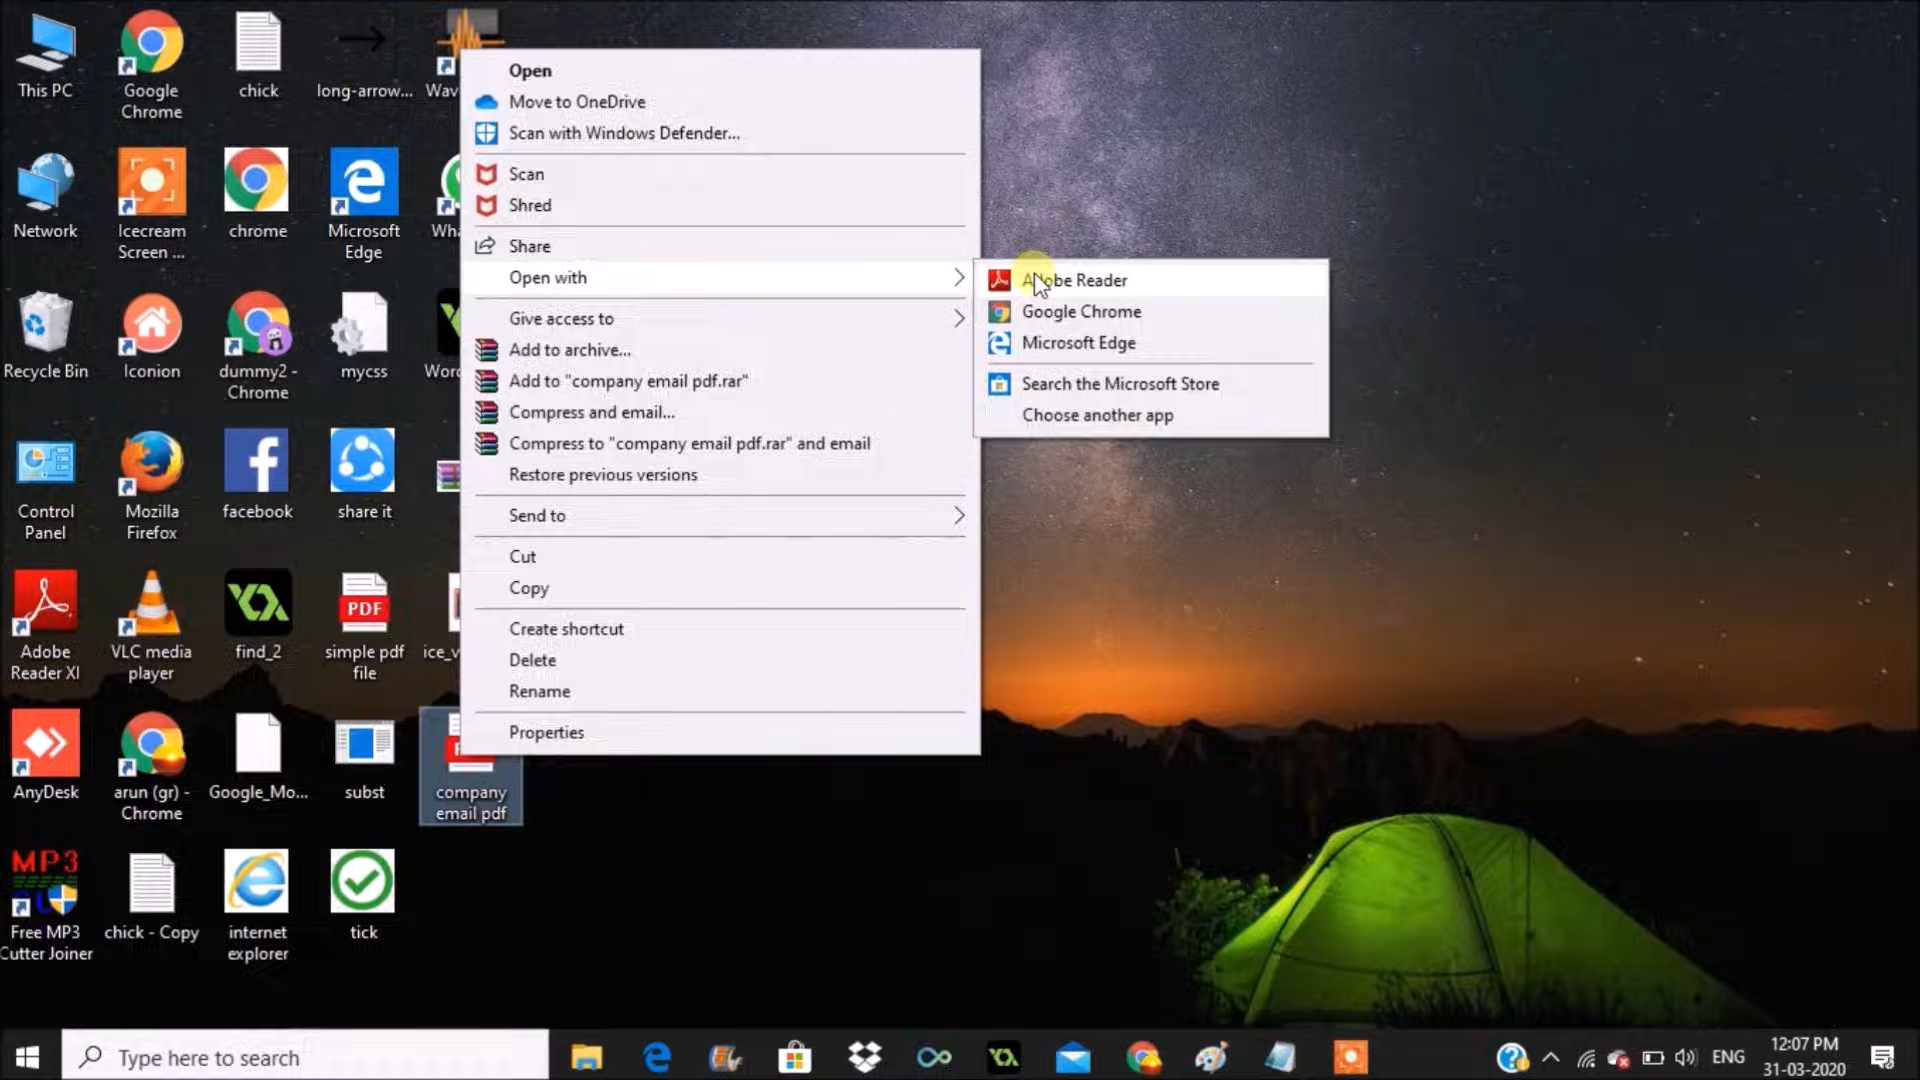 This PC
Google
Chrome
chick
long-arrow...
Wav
Network
Icecream
Screen ...
chrome
Microsoft
Edge
Wha
Recycle Bin
Iconion
dummy2 -
Chrome
mycss
Word
Control
Panel
Mozilla
Firefox
facebook
share it
Adobe
Reader XI
VLC media
player
find_2
PDF
simple pdf
file
ice_v
AnyDesk
arun (gr) -
Chrome
Google_Mo...
subst
company
email pdf
MP3
Free MP3
Cutter Joiner
chick - Copy
internet
explorer
tick
Open
Move to OneDrive
Scan with Windows Defender...
Scan
Shred
Share
Open with
Give access to
Add to archive...
Add to "company email pdf.rar"
Compress and email...
Compress to "company email pdf.rar" and email
Restore previous versions
Send to
Cut
Copy
Create shortcut
Delete
Rename
Properties
Adobe Reader
Google Chrome
Microsoft Edge
Search the Microsoft Store
Choose another app
Type here to search
ENG
12:07 PM
31-03-2020